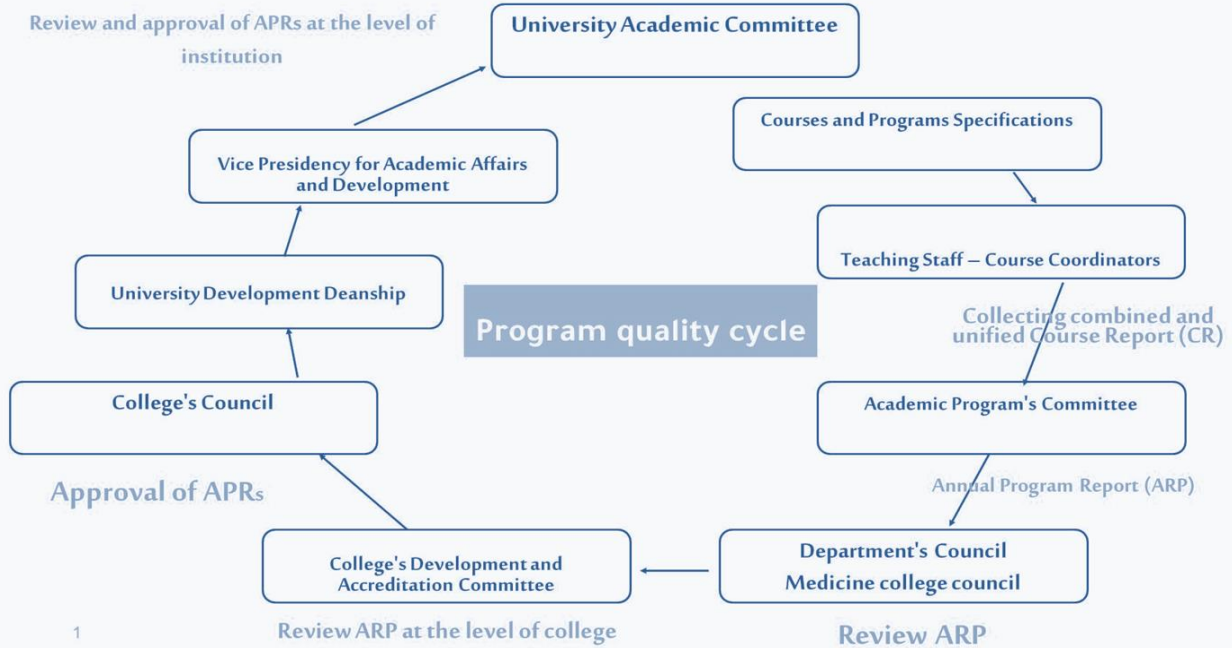 Review and approval of APRs at the level of
institution
University Academic Committee
Courses and Programs Specifications
Vice Presidency for Academic Affairs
and Development
Teaching Staff – Course Coordinators
University Development Deanship
Program quality cycle
Collecting combined and
unified Course Report (CR)
College's Council
Academic Program's Committee
Approval of APRs
Annual Program Report (ARP)
College's Development and
Accreditation Committee
Department's Council
Medicine college council
Review ARP at the level of college
Review ARP
1